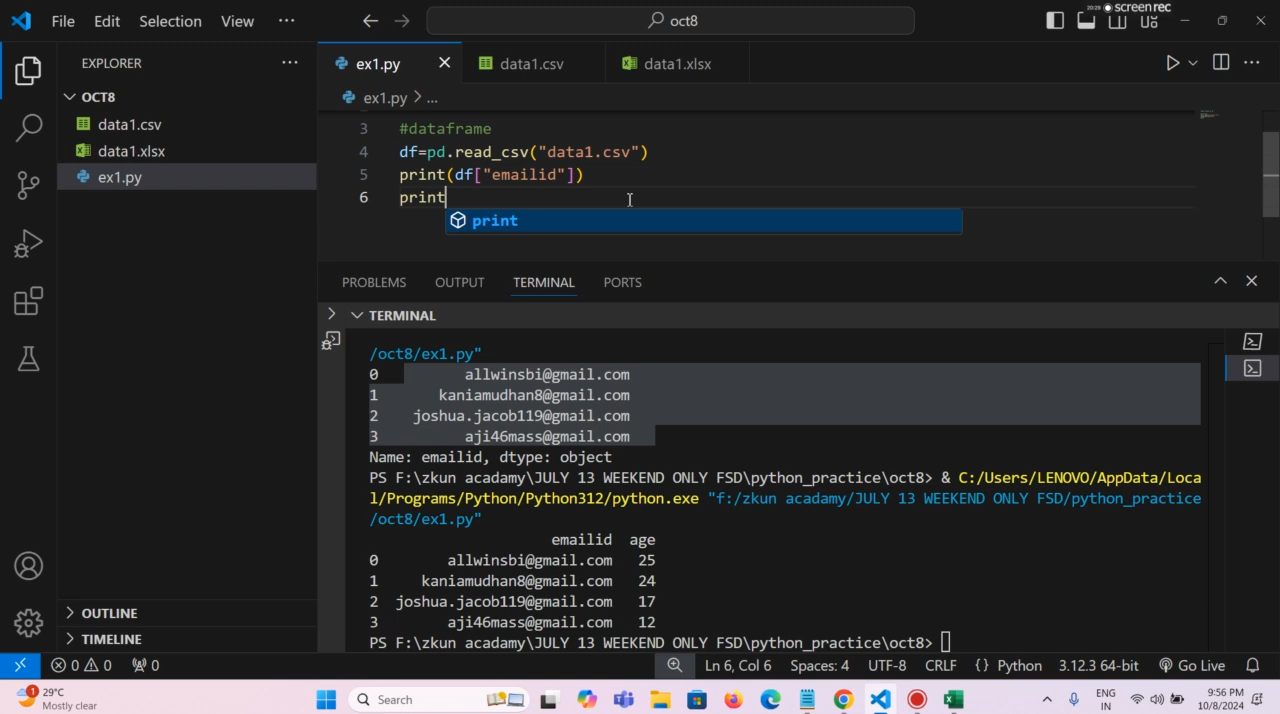 File Edit Selection View ···
oct8
20:29 screenrec
EXPLORER ···
OCT8
data1.csv
data1.xlsx
ex1.py
OUTLINE
TIMELINE
ex1.py data1.csv data1.xlsx
ex1.py > ...
3 #dataframe
4 df=pd.read_csv("data1.csv")
5 print(df["emailid"])
6 print
print
PROBLEMS OUTPUT TERMINAL PORTS
TERMINAL
/oct8/ex1.py"
0 allwinsbi@gmail.com
1 kaniamudhan8@gmail.com
2 joshua.jacob119@gmail.com
3 aji46mass@gmail.com
Name: emailid, dtype: object
PS F:\zkun acadamy\JULY 13 WEEKEND ONLY FSD\python_practice\oct8> & C:/Users/LENOVO/AppData/Loca
l/Programs/Python/Python312/python.exe "f:/zkun acadamy/JULY 13 WEEKEND ONLY FSD/python_practice
/oct8/ex1.py"
emailid age
0 allwinsbi@gmail.com 25
1 kaniamudhan8@gmail.com 24
2 joshua.jacob119@gmail.com 17
3 aji46mass@gmail.com 12
PS F:\zkun acadamy\JULY 13 WEEKEND ONLY FSD\python_practice\oct8>
0 0 0 Ln 6, Col 6 Spaces: 4 UTF-8 CRLF {} Python 3.12.3 64-bit Go Live
1 29°C
Mostly clear
Search
ENG
IN
9:56 PM
10/8/2024